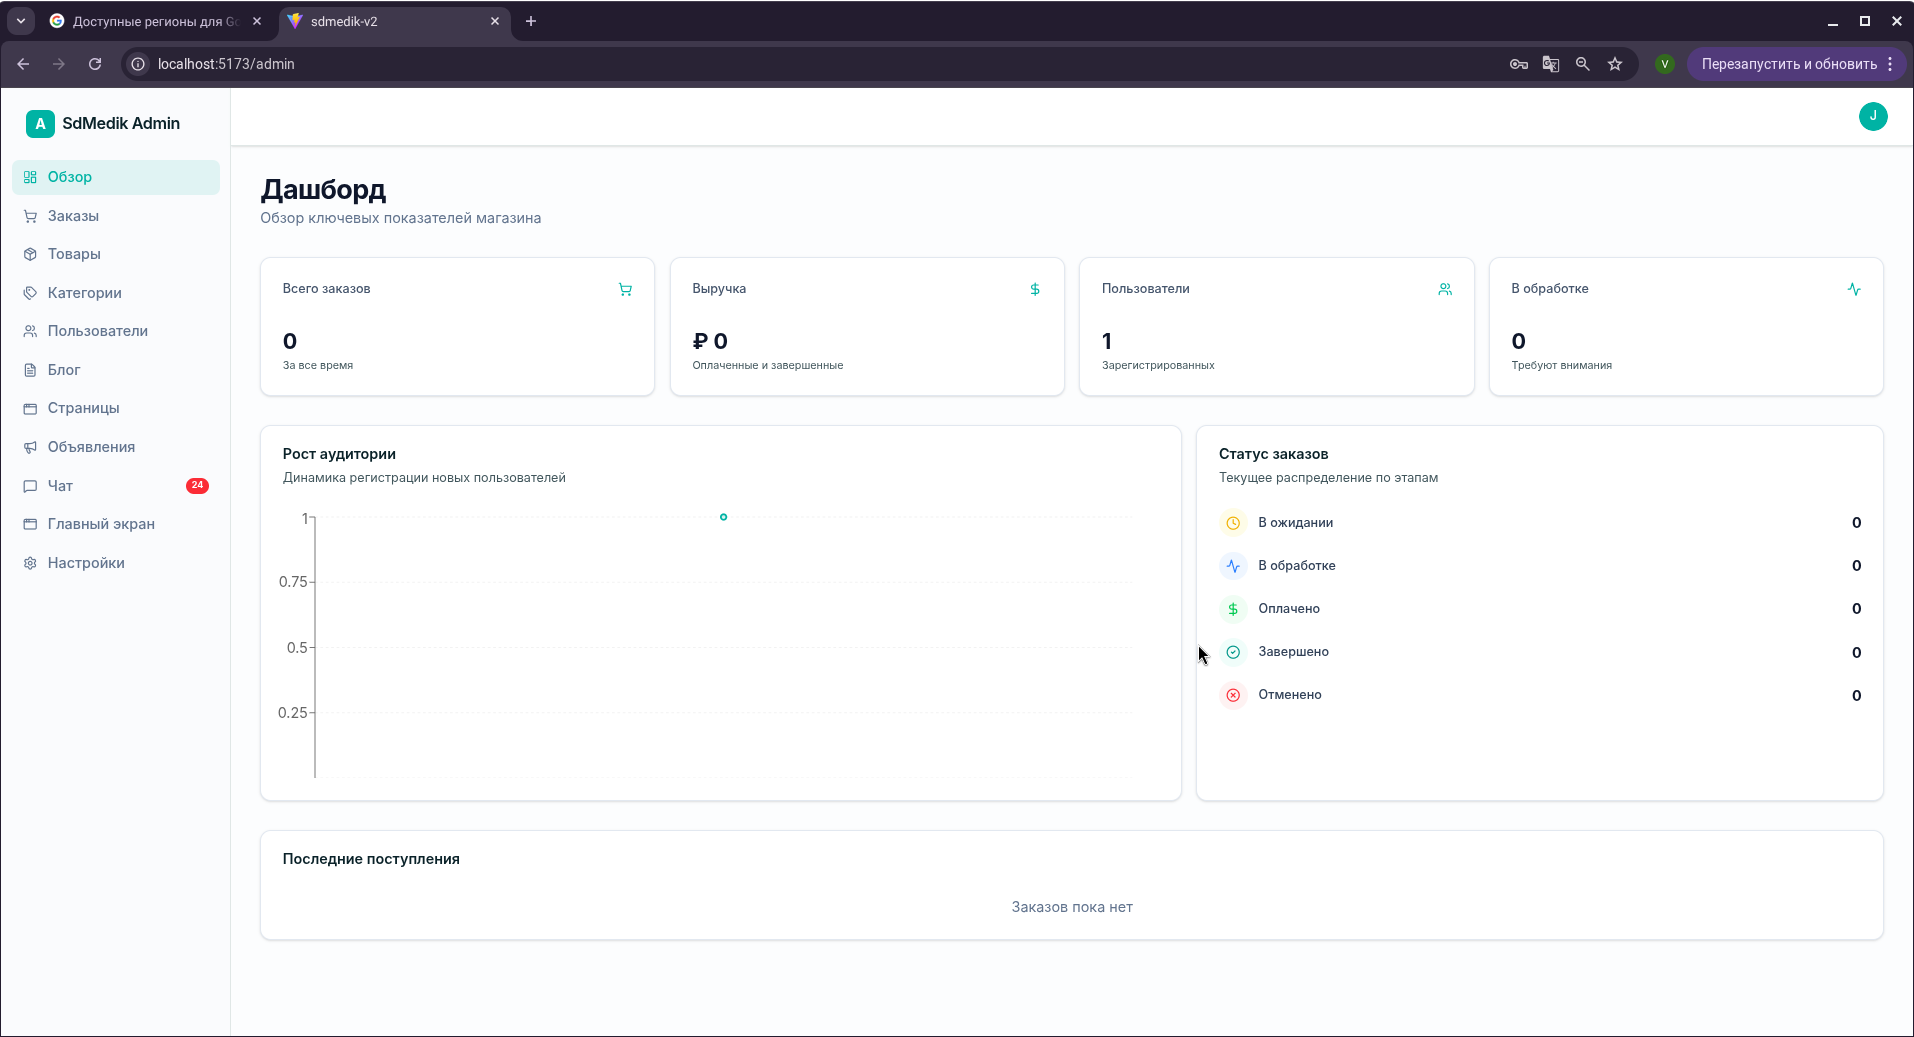 Доступные регионы для Go
sdmedik-v2
localhost:5173/admin
V
Перезапустить и обновить
A
SdMedik Admin
J
Обзор
Заказы
Товары
Категории
Пользователи
Блог
Страницы
Объявления
Чат
24
Главный экран
Настройки
Дашборд
Обзор ключевых показателей магазина
Всего заказов
0
За все время
Выручка
₽ 0
Оплаченные и завершенные
Пользователи
1
Зарегистрированных
В обработке
0
Требуют внимания
Рост аудитории
Динамика регистрации новых пользователей
1
0.75
0.5
0.25
Статус заказов
Текущее распределение по этапам
В ожидании 0
В обработке 0
Оплачено 0
Завершено 0
Отменено 0
Последние поступления
Заказов пока нет